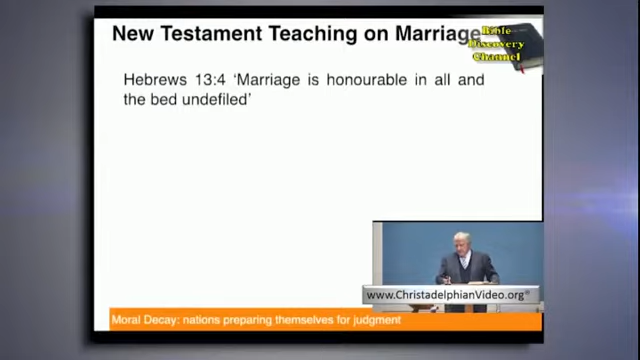 New Testament Teaching on Marriage
Bible
Discovery
Channel
Hebrews 13:4 ‘Marriage is honourable in all and
the bed undefiled’
www.ChristadelphianVideo.org
Moral Decay: nations preparing themselves for judgment